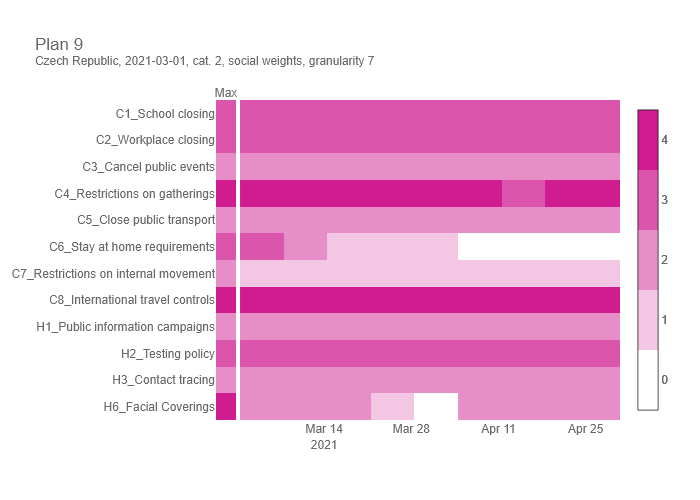 Plan 9
Czech Republic, 2021-03-01, cat. 2, social weights, granularity 7
Max
C1_School closing
C2_Workplace closing
C3_Cancel public events
C4_Restrictions on gatherings
C5_Close public transport
C6_Stay at home requirements
C7_Restrictions on internal movement
C8_International travel controls
H1_Public information campaigns
H2_Testing policy
H3_Contact tracing
H6_Facial Coverings
Mar 14 Mar 28 Apr 11 Apr 25
2021
4
3
2
1
0